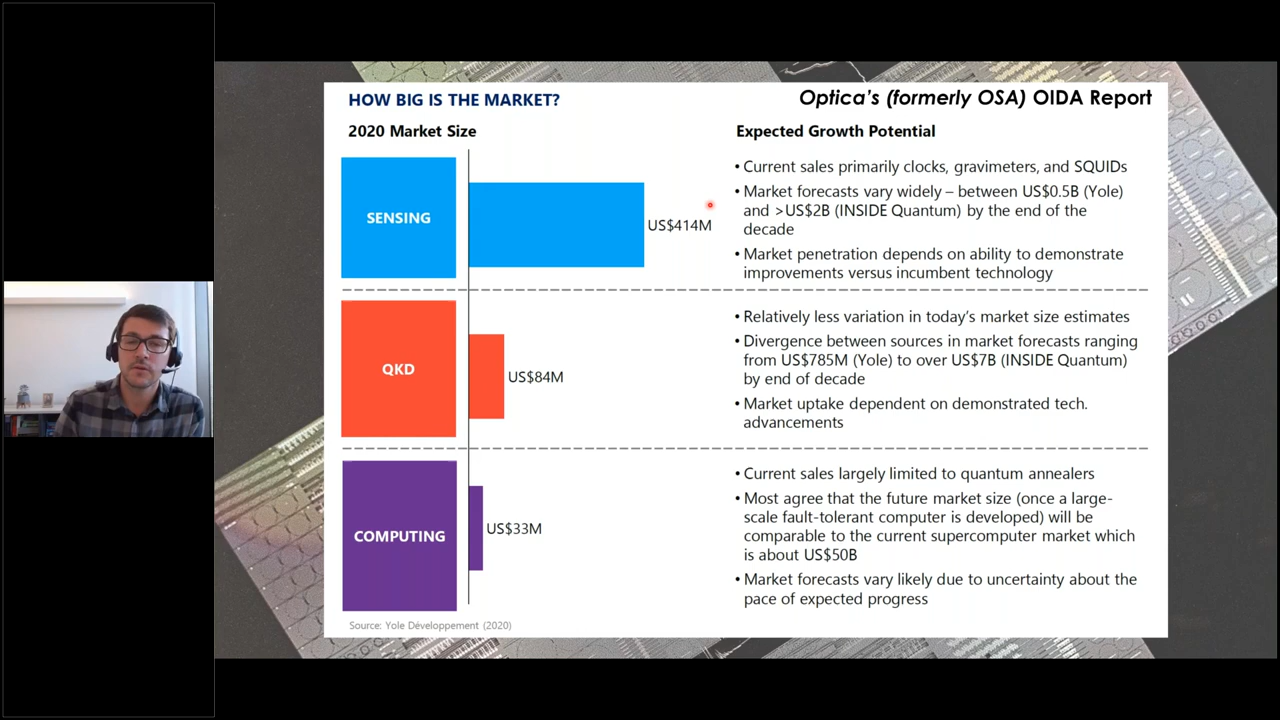 HOW BIG IS THE MARKET?
Optica's (formerly OSA) OIDA Report
2020 Market Size
Expected Growth Potential
SENSING
US$414M
• Current sales primarily clocks, gravimeters, and SQUIDs
• Market forecasts vary widely – between US$0.5B (Yole)
and >US$2B (INSIDE Quantum) by the end of the
decade
• Market penetration depends on ability to demonstrate
improvements versus incumbent technology
QKD
US$84M
• Relatively less variation in today's market size estimates
• Divergence between sources in market forecasts ranging
from US$785M (Yole) to over US$7B (INSIDE Quantum)
by end of decade
• Market uptake dependent on demonstrated tech.
advancements
COMPUTING
US$33M
• Current sales largely limited to quantum annealers
• Most agree that the future market size (once a large-
scale fault-tolerant computer is developed) will be
comparable to the current supercomputer market which
is about US$50B
• Market forecasts vary likely due to uncertainty about the
pace of expected progress
Source: Yole Développement (2020)